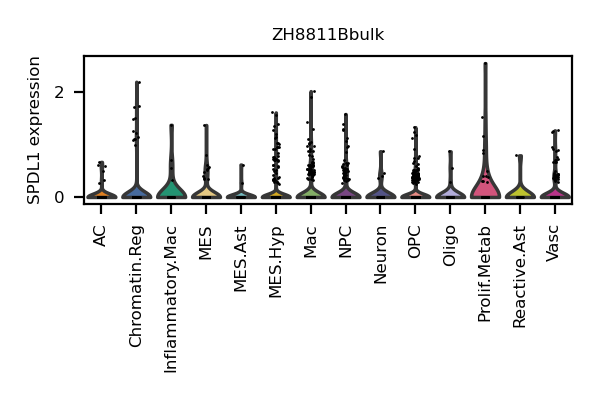 ZH8811Bbulk
SPDL1 expression
2
0
AC
Chromatin.Reg
Inflammatory.Mac
MES
MES.Ast
MES.Hyp
Mac
NPC
Neuron
OPC
Oligo
Prolif.Metab
Reactive.Ast
Vasc